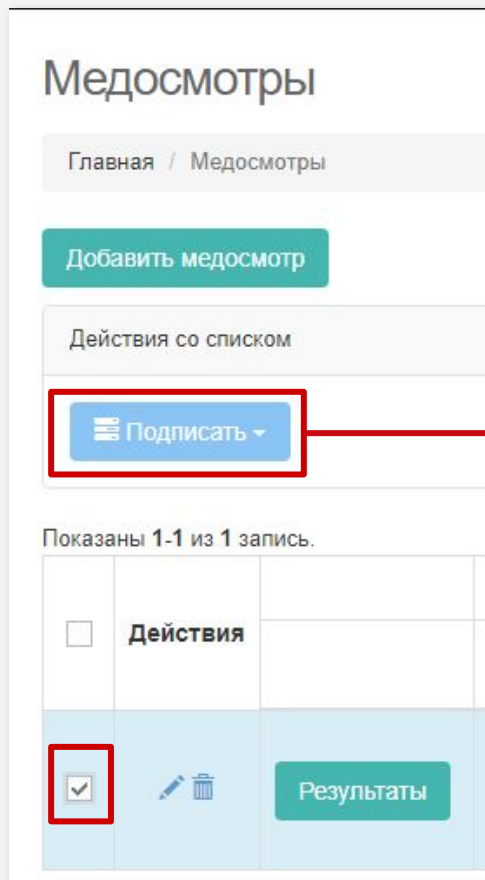 Медосмотры
Главная / Медосмотры
Добавить медосмотр
Действия со списком
Подписать
Показаны 1-1 из 1 запись.
Действия
Результаты